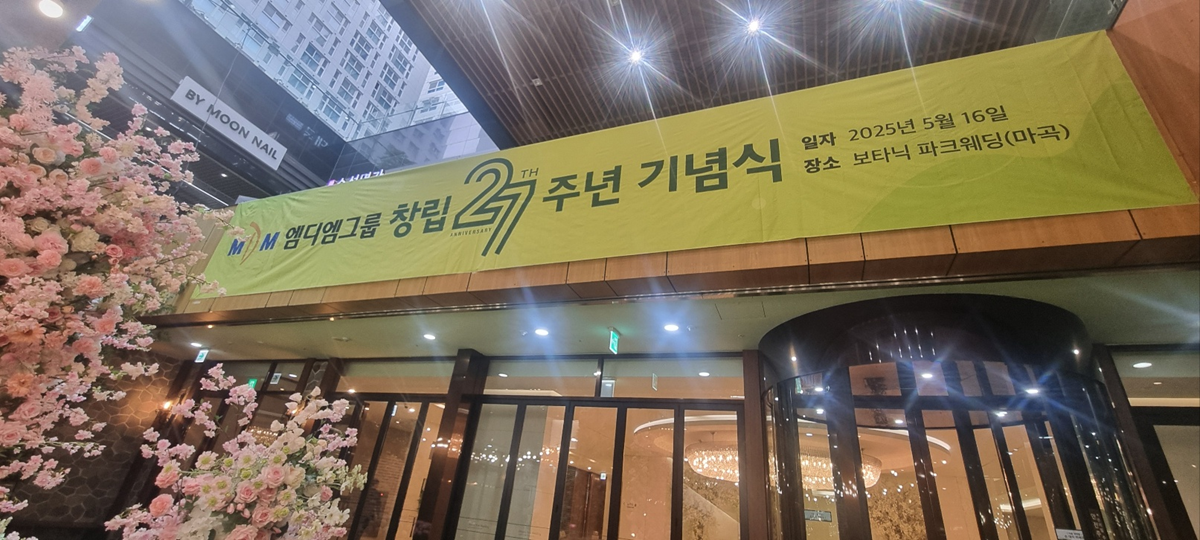 BY MOON NAIL
MDM 엠디엠그룹 창립 27TH 주년 기념식
ANIVERSARY
일자 2025년 5월 16일
장소 보타닉 파크웨딩(마곡)